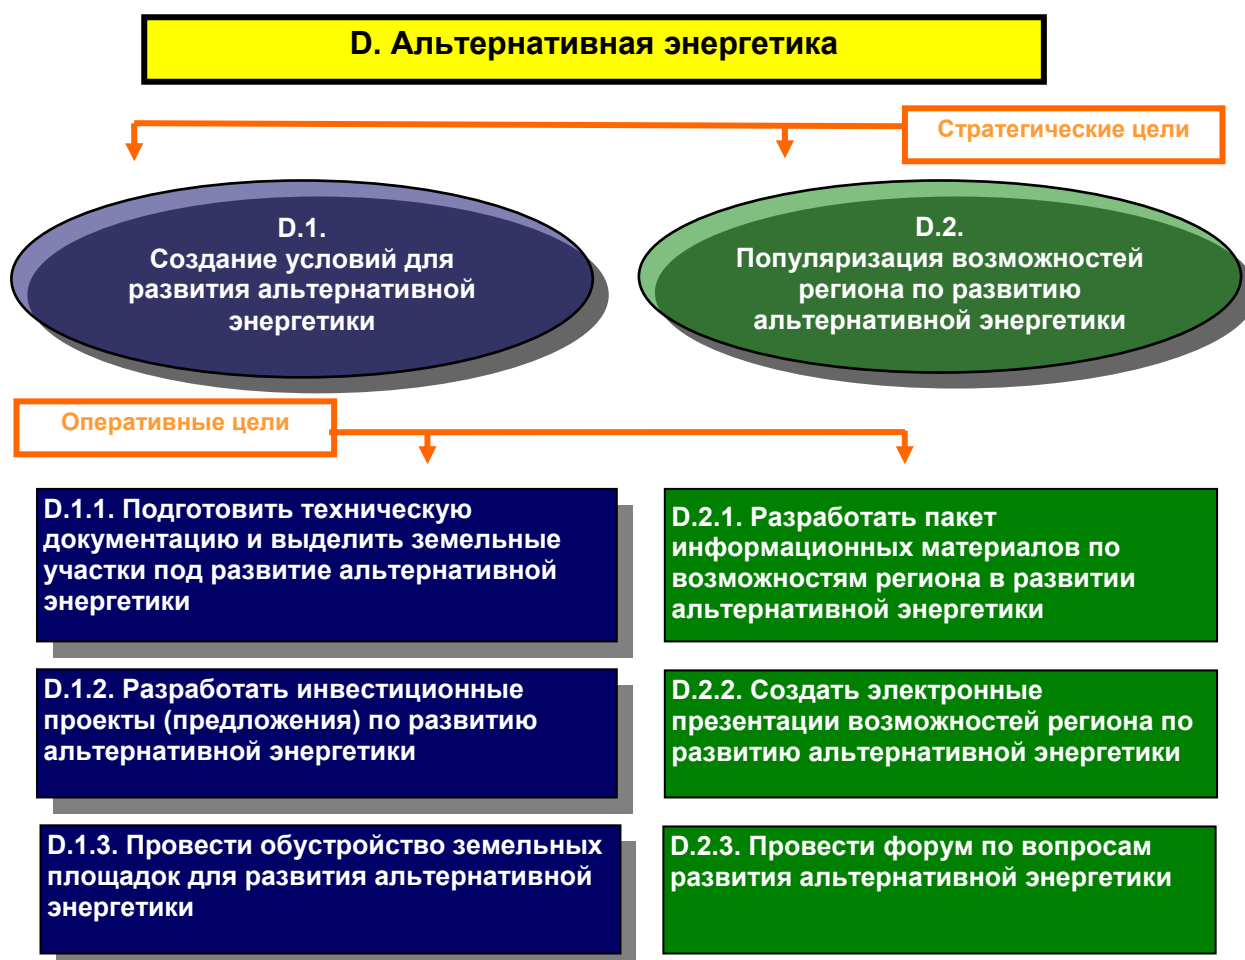 D. Альтернативная энергетика
Стратегические цели
D.1.
Создание условий для
развития альтернативной
энергетики
D.2.
Популяризация возможностей
региона по развитию
альтернативной энергетики
Оперативные цели
D.1.1. Подготовить техническую
документацию и выделить земельные
участки под развитие альтернативной
энергетики
D.2.1. Разработать пакет
информационных материалов по
возможностям региона в развитии
альтернативной энергетики
D.1.2. Разработать инвестиционные
проекты (предложения) по развитию
альтернативной энергетики
D.2.2. Создать электронные
презентации возможностей региона по
развитию альтернативной энергетики
D.1.3. Провести обустройство земельных
площадок для развития альтернативной
энергетики
D.2.3. Провести форум по вопросам
развития альтернативной энергетики